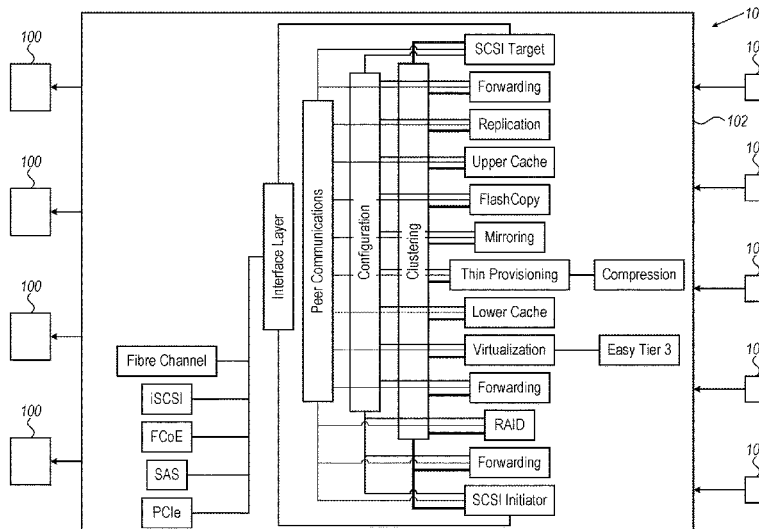 100
100
100
100
10
102
10
10
10
10
10
SCSI Target
Forwarding
Replication
Upper Cache
FlashCopy
Mirroring
Thin Provisioning
Compression
Lower Cache
Virtualization
Easy Tier 3
Forwarding
RAID
Forwarding
SCSI Initiator
Interface Layer
Peer Communications
Configuration
Clustering
Fibre Channel
iSCSI
FCoE
SAS
PCIe